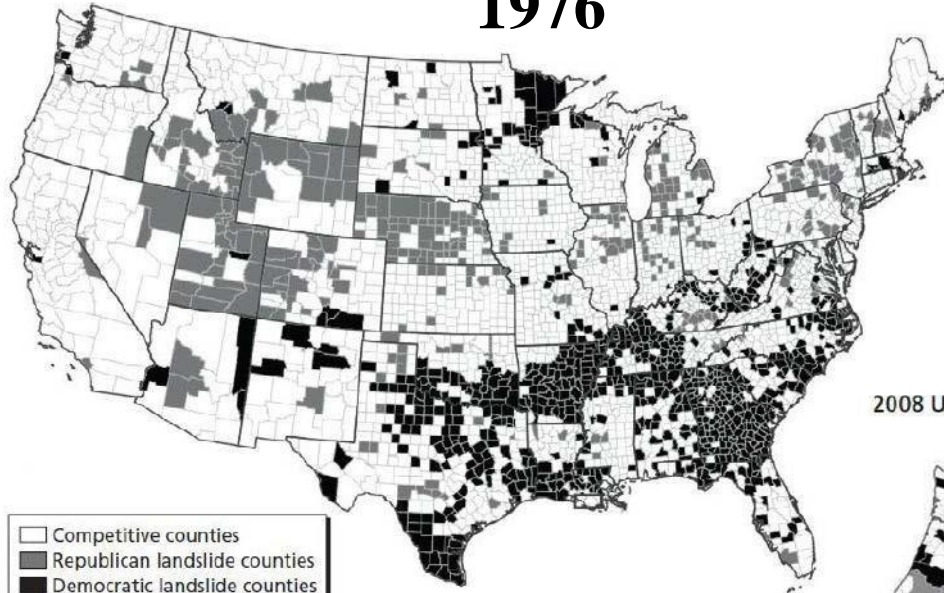 1976
2008 U
Competitive counties
Republican landslide counties
Democratic landslide counties